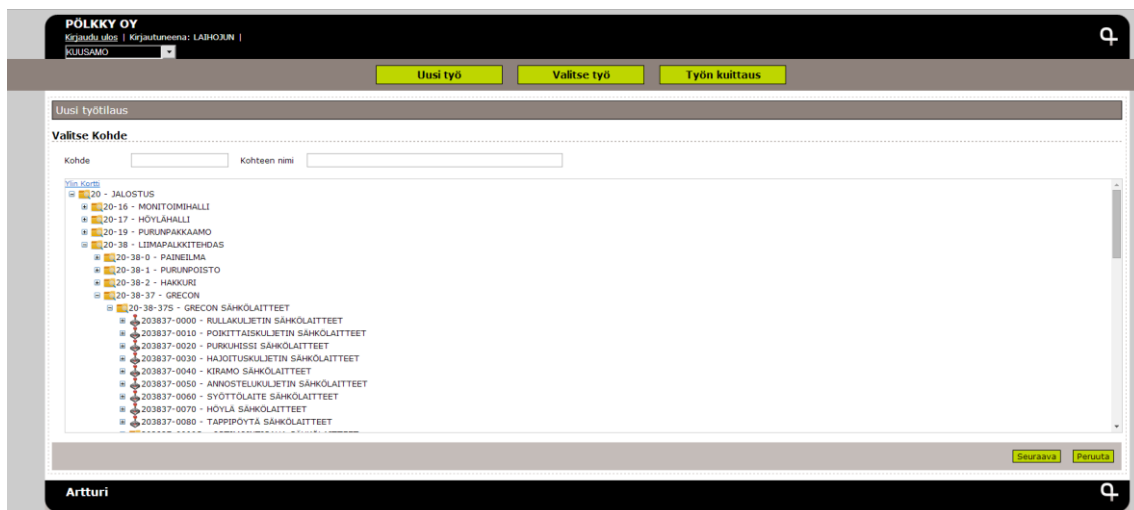 PÖLKKY OY
Kirjaudu ulos | Kirjautuneena: LAIHOJUN |
KUUSAMO
Uusi työ Valitse työ Työn kuittaus
Uusi työtilaus
Valitse Kohde
Kohde Kohteen nimi
Ylin Kortti
20 - JALOSTUS
20-16 - MONITOIMIHALLI
20-17 - HÖYLÄHALLI
20-19 - PURUNPAKKAAMO
20-38 - LIIMAPALKKITEHDAS
20-38-0 - PAINEILMA
20-38-1 - PURUNPOISTO
20-38-2 - HAKKURI
20-38-37 - GRECON
20-38-37S - GRECON SÄHKÖLAITTEET
203837-0000 - RULLAKULJETIN SÄHKÖLAITTEET
203837-0010 - POIKITTAISKULJETIN SÄHKÖLAITTEET
203837-0020 - PURKUHISSI SÄHKÖLAITTEET
203837-0030 - HAJOITUSKULJETIN SÄHKÖLAITTEET
203837-0040 - KIRAMO SÄHKÖLAITTEET
203837-0050 - ANNOSTELUKULJETIN SÄHKÖLAITTEET
203837-0060 - SYÖTTÖLAITE SÄHKÖLAITTEET
203837-0070 - HÖYLÄ SÄHKÖLAITTEET
203837-0080 - TAPPIPÖYTÄ SÄHKÖLAITTEET
Seuraava Peruuta
Artturi